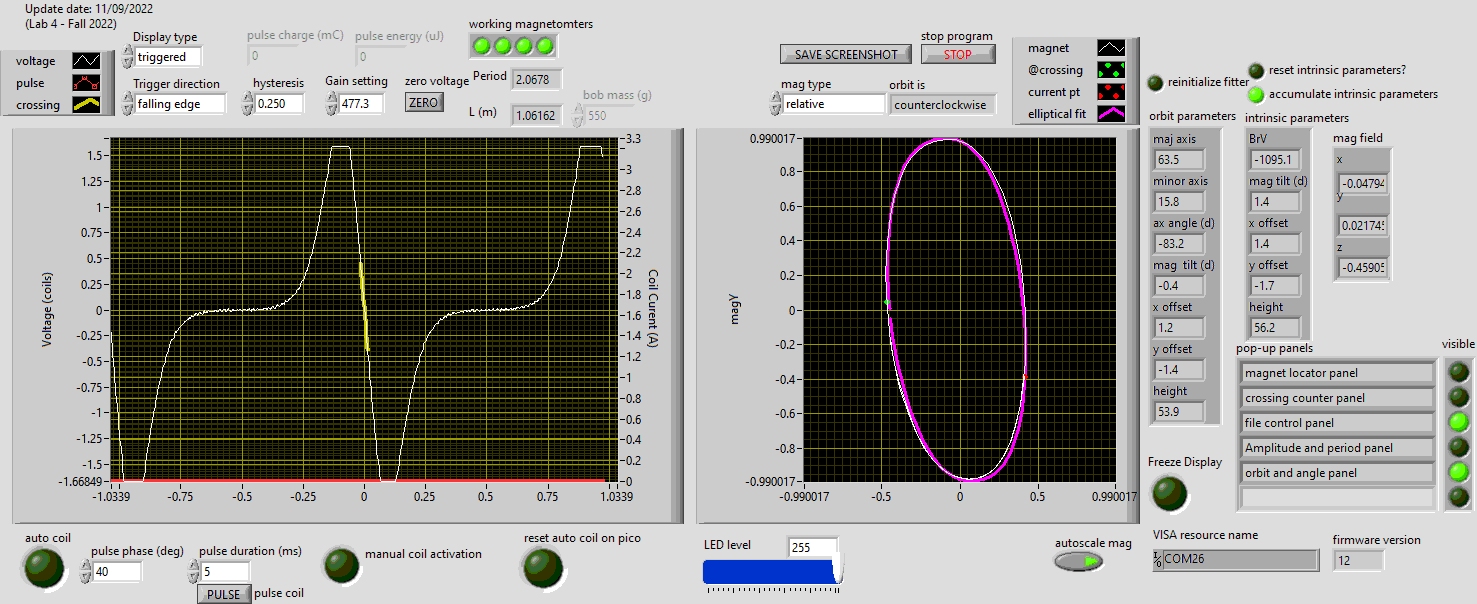 Update date: 11/09/2022
(Lab 4 - Fall 2022)
voltage
pulse
crossing
Display type
triggered
Trigger direction
falling edge
pulse charge (mC)
0
pulse energy (uJ)
0
hysteresis
0.250
Gain setting
477.3
zero voltage
ZERO
working magnetomters
Period
2.0678
L (m)
1.06162
bob mass (g)
550
SAVE SCREENSHOT
stop program
STOP
mag type
relative
orbit is
counterclockwise
magnet
@crossing
current pt
elliptical fit
reinitialize fitter
reset intrinsic parameters?
accumulate intrinsic parameters
Voltage (coils)
1.5
1.25
1
0.75
0.5
0.25
0
-0.25
-0.5
-0.75
-1
-1.25
-1.5
-1.66849
-1.0339
-0.75
-0.5
-0.25
0
0.25
0.5
0.75
1.0339
3.3
3
2.8
2.6
2.4
2.2
2
1.8
1.6
1.4
1.2
1
0.8
0.6
0.4
0.2
0
Coil Curent (A)
magy
0.990017
0.8
0.6
0.4
0.2
0
-0.2
-0.4
-0.6
-0.8
-0.990017
-0.990017
-0.5
0
0.5
0.990017
orbit parameters
maj axis
63.5
minor axis
15.8
ax angle (d)
-83.2
mag tilt (d)
-0.4
x offset
1.2
y offset
-1.4
height
53.9
intrinsic parameters
BrV
-1095.1
mag tilt (d)
1.4
x offset
1.4
y offset
-1.7
height
56.2
mag field
x
-0.04794
y
0.02174
z
-0.45905
pop-up panels
visible
magnet locator panel
crossing counter panel
file control panel
Amplitude and period panel
orbit and angle panel
Freeze Display
auto coil
pulse phase (deg)
40
pulse duration (ms)
5
PULSE
pulse coil
manual coil activation
reset auto coil on pico
LED level
255
autoscale mag
VISA resource name
COM26
firmware version
12